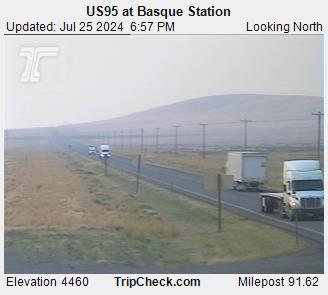 US95 at Basque Station
Updated: Jul 25 2024 6:57 PM Looking North
Elevation 4460 TripCheck.com Milepost 91.62